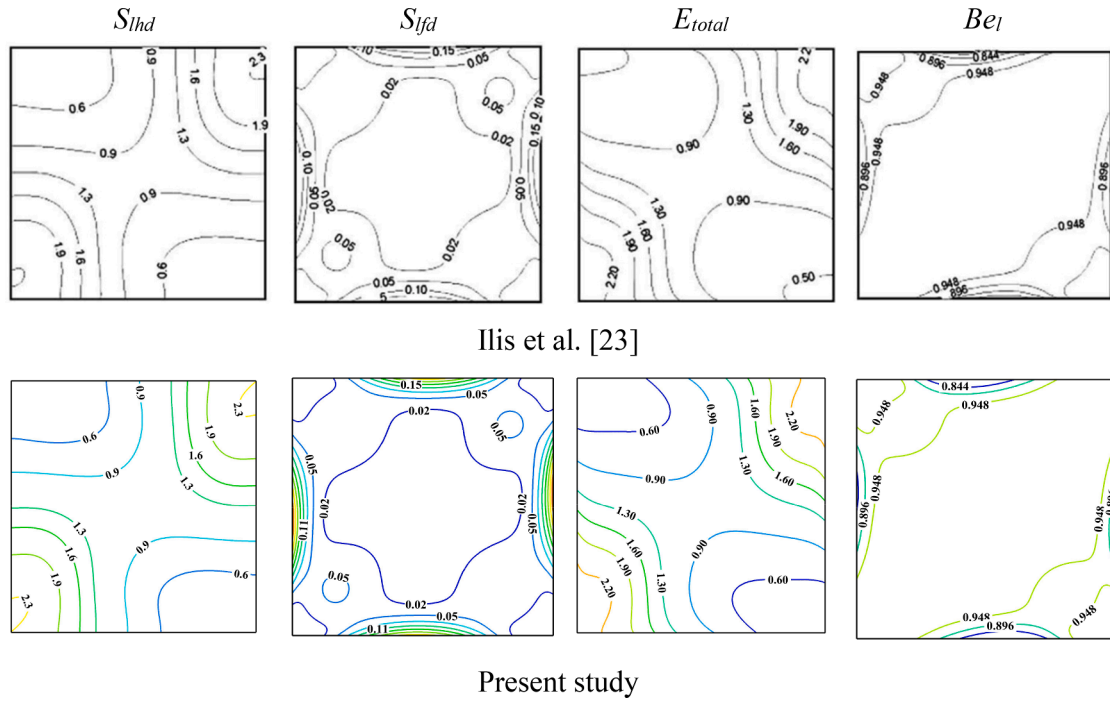 S_lhd S_lfd E_total Be_l
0.9 2.3 0.6 1.9 1.3 0.9 1.3 0.9 1.9 1.6 0.6
.10 0.15 0.05 0.02 0.05 0.10 0.15 0.02 0.10 0.05 0.02 0.05 0.02 0.05 0.05 0.10 5
2.2 1.30 1.90 0.90 1.60 1.30 0.90 1.60 1.90 2.20 0.50
0.844 0.896 0.948 0.948 0.948 0.896 0.896 0.948 0.948 896
Ilis et al. [23]
0.9 2.3 0.6 1.9 1.6 0.9 1.3 1.3 1.6 0.9 1.9 0.6 2.3
0.15 0.05 0.02 0.05 0.05 0.02 0.02 0.11 0.05 0.05 0.02 0.05 0.11
0.60 0.90 1.60 2.20 1.90 0.90 1.30 1.60 1.30 1.60 0.90 1.90 1.30 2.20 0.60
0.844 0.948 0.948 0.948 0.948 0.896 0.896 0.948 0.948 0.896 0.948
Present study